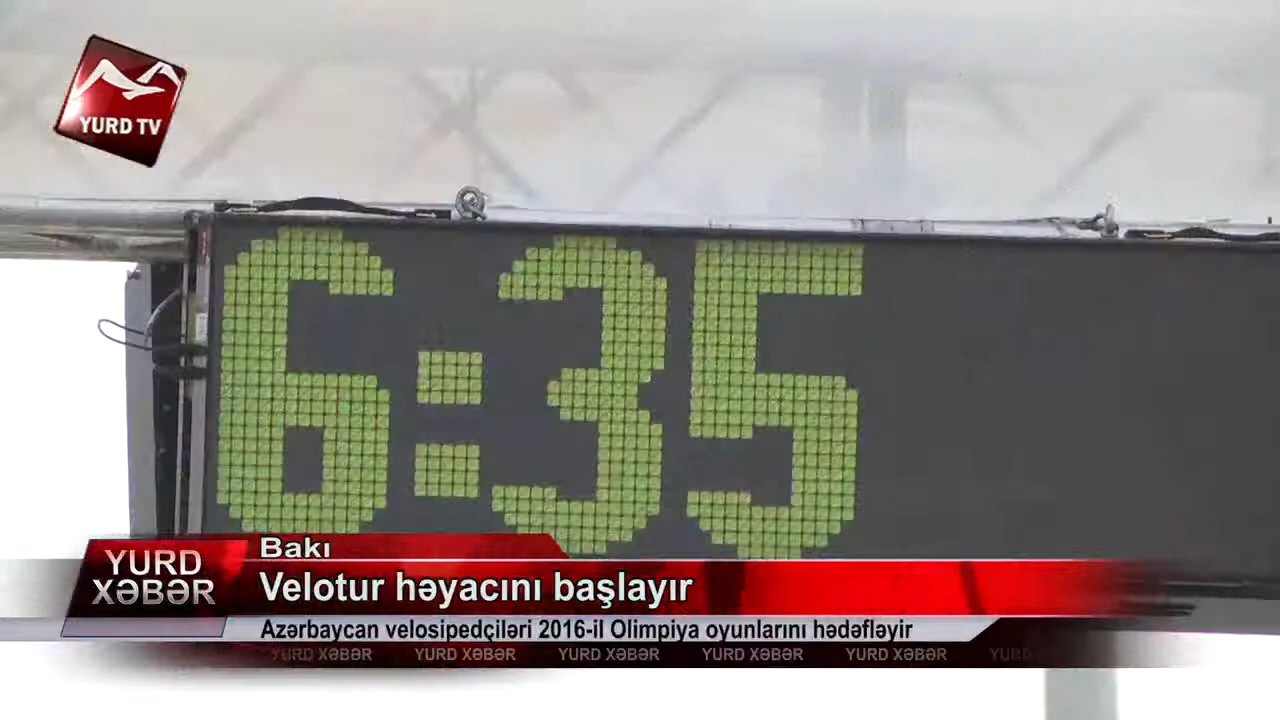 YURD TV
6:35
Bakı
YURD XƏBƏR
Velotur həyacını başlayır
Azərbaycan velosipedçiləri 2016-il Olimpiya oyunlarını hədəfləyir
YURD XƏBƏR YURD XƏBƏR YURD XƏBƏR YURD XƏBƏR YURD XƏBƏR